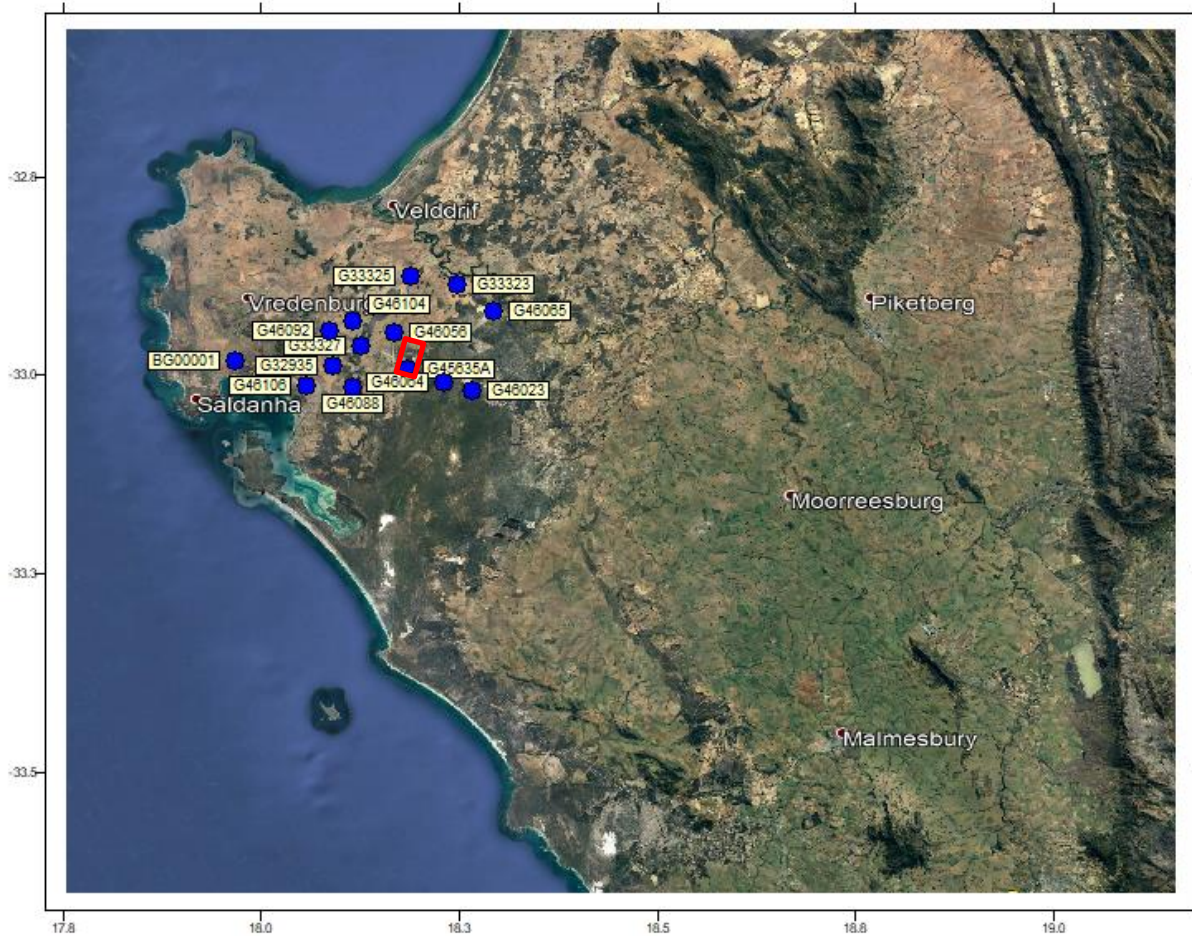 -32.8
Velddrif
G33325
G33323
Vredenburg
G46104
G46065
G46092
G46056
G33327
BG00001
G32935
G45635A
G46106
G46064
G46023
Saldanha
G46088
Piketberg
-33.0
Moorreesburg
-33.3
Malmesbury
-33.5
17.8
18.0
18.3
18.5
18.8
19.0